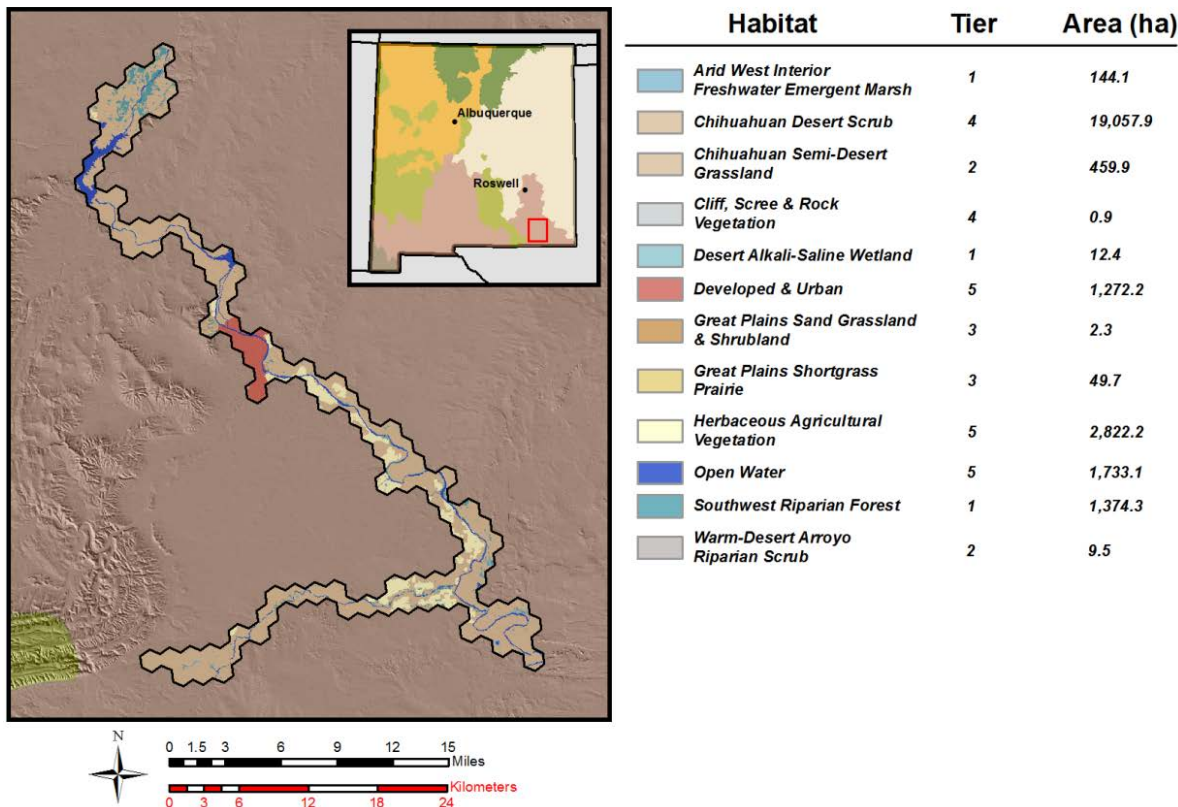 Albuquerque
Roswell
N
0 1.5 3 6 9 12 15
Miles
Kilometers
0 3 6 12 18 24
Habitat Tier Area (ha)
Arid West Interior
Freshwater Emergent Marsh 1 144.1
Chihuahuan Desert Scrub 4 19,057.9
Chihuahuan Semi-Desert
Grassland 2 459.9
Cliff, Scree & Rock
Vegetation 4 0.9
Desert Alkali-Saline Wetland 1 12.4
Developed & Urban 5 1,272.2
Great Plains Sand Grassland
& Shrubland 3 2.3
Great Plains Shortgrass
Prairie 3 49.7
Herbaceous Agricultural
Vegetation 5 2,822.2
Open Water 5 1,733.1
Southwest Riparian Forest 1 1,374.3
Warm-Desert Arroyo
Riparian Scrub 2 9.5